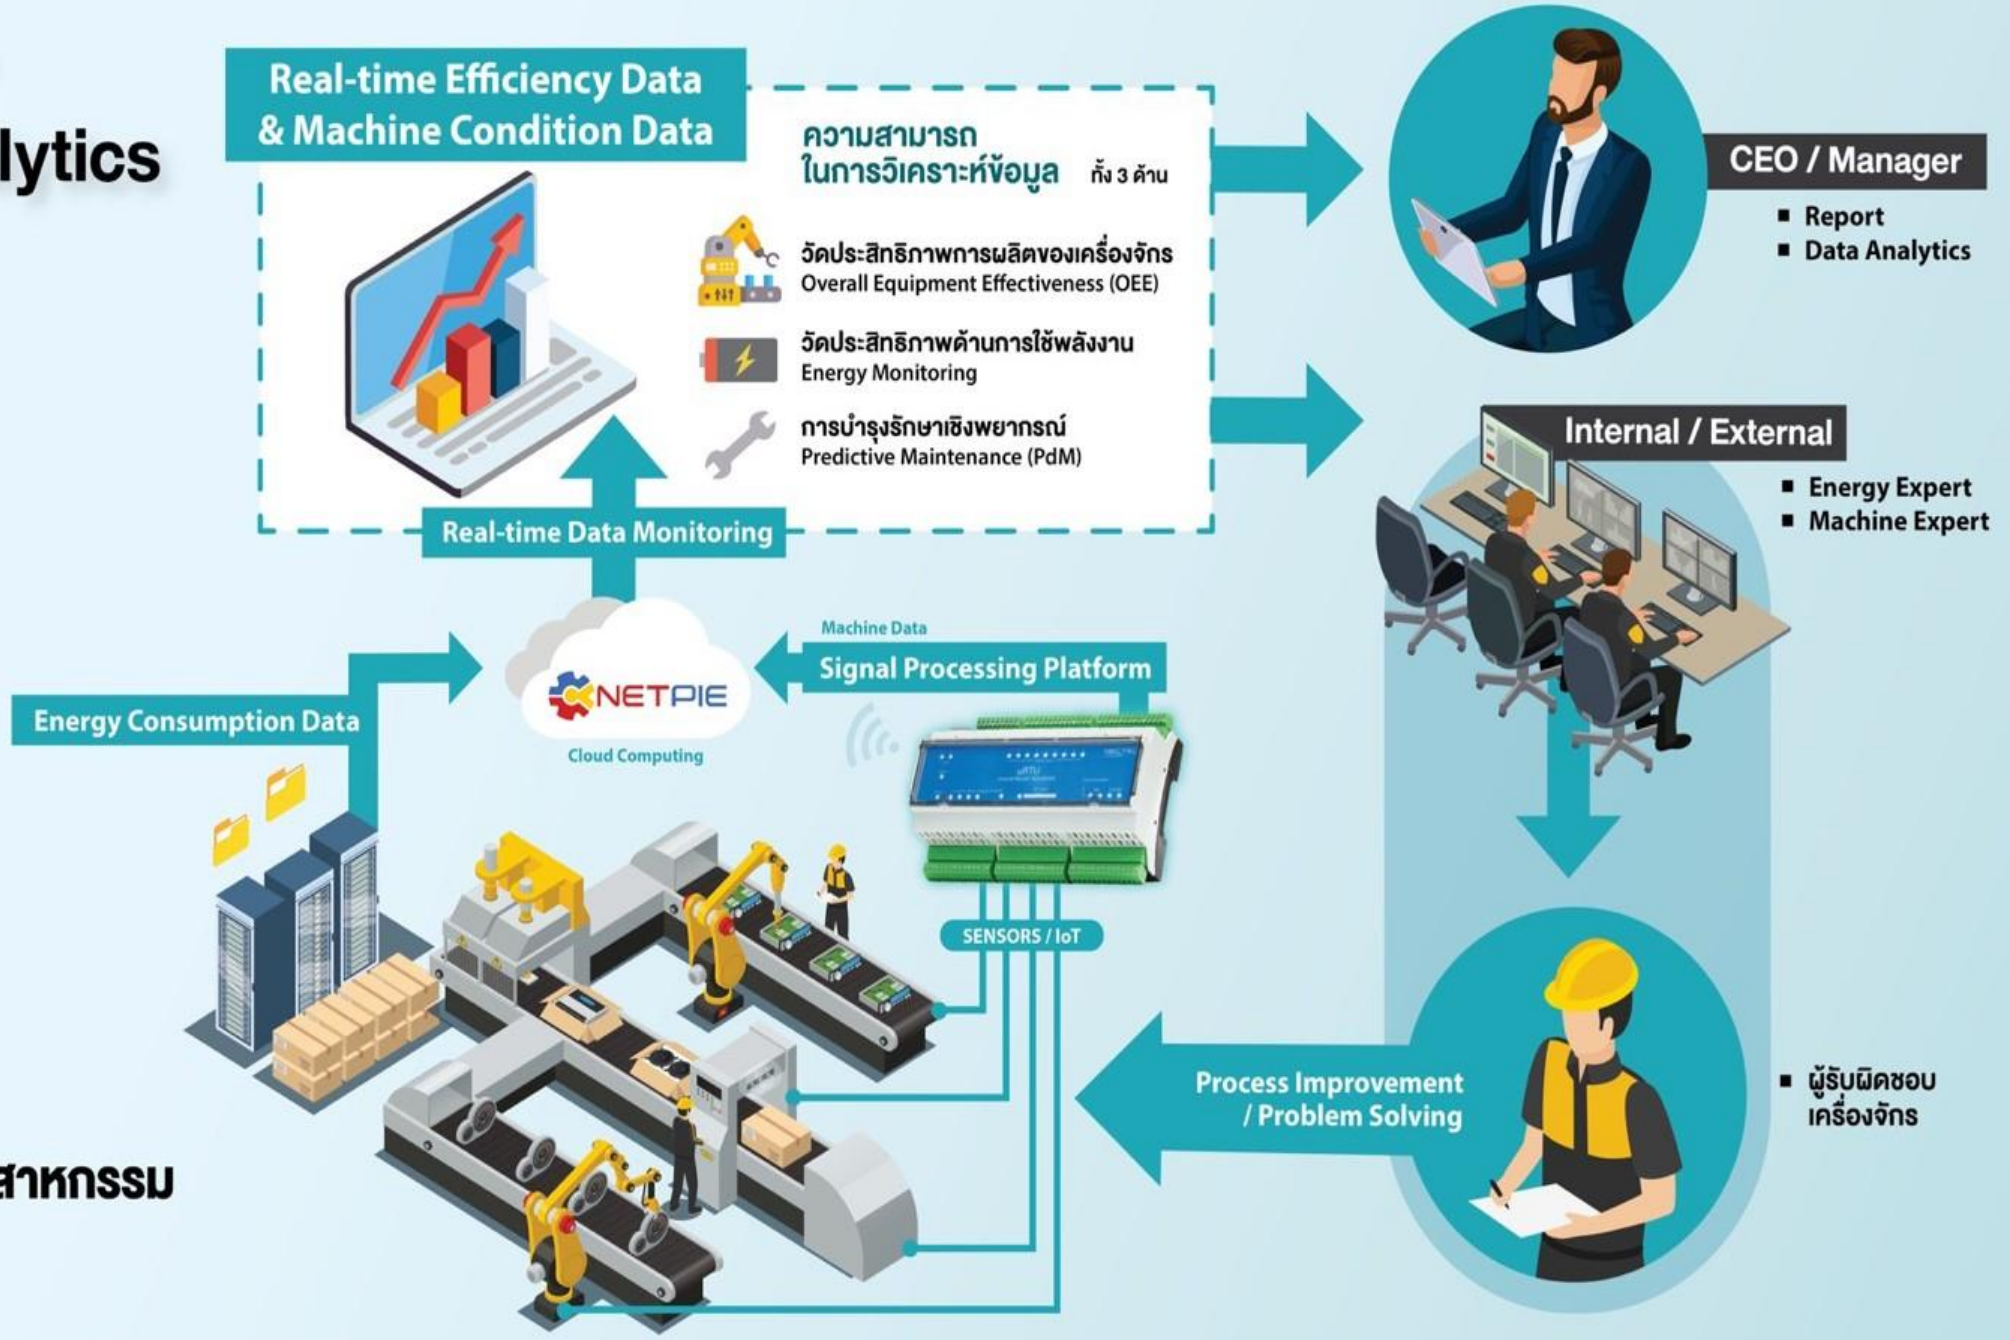 lytics
Real-time Efficiency Data
& Machine Condition Data
ความสามารถ
ในการวิเคราะห์ข้อมูล ทั้ง 3 ด้าน
วัดประสิทธิภาพการผลิตของเครื่องจักร
Overall Equipment Effectiveness (OEE)
วัดประสิทธิภาพด้านการใช้พลังงาน
Energy Monitoring
การบำรุงรักษาเชิงพยากรณ์
Predictive Maintenance (PdM)
CEO / Manager
■ Report
■ Data Analytics
Internal / External
■ Energy Expert
■ Machine Expert
Real-time Data Monitoring
NETPIE
Cloud Computing
Machine Data
Signal Processing Platform
Energy Consumption Data
uRTU
SENSORS / IoT
Process Improvement
/ Problem Solving
■ ผู้รับผิดชอบ
เครื่องจักร
สาหกรรม